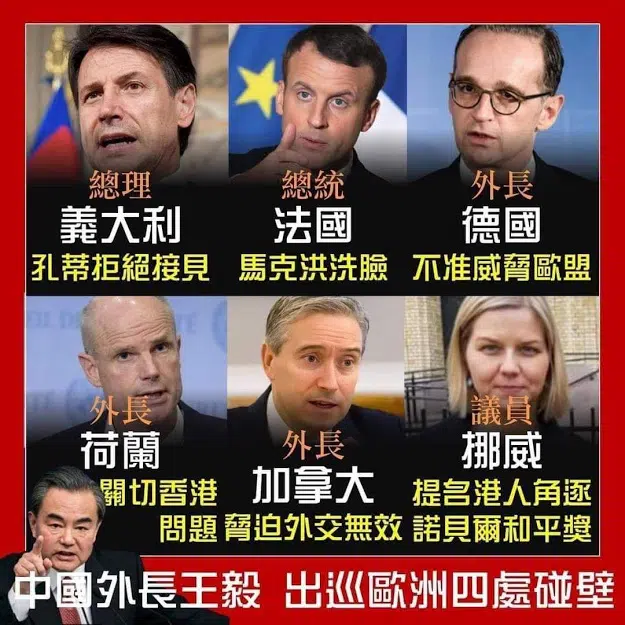 總理
義大利
孔蒂拒絕接見
總統
法國
馬克洪洗臉
外長
德國
不准威脅歐盟
外長
荷蘭
關切香港
問題
外長
加拿大
脅迫外交無效
議員
挪威
提名港人角逐
諾貝爾和平獎
中國外長王毅 出巡歐洲四處碰壁